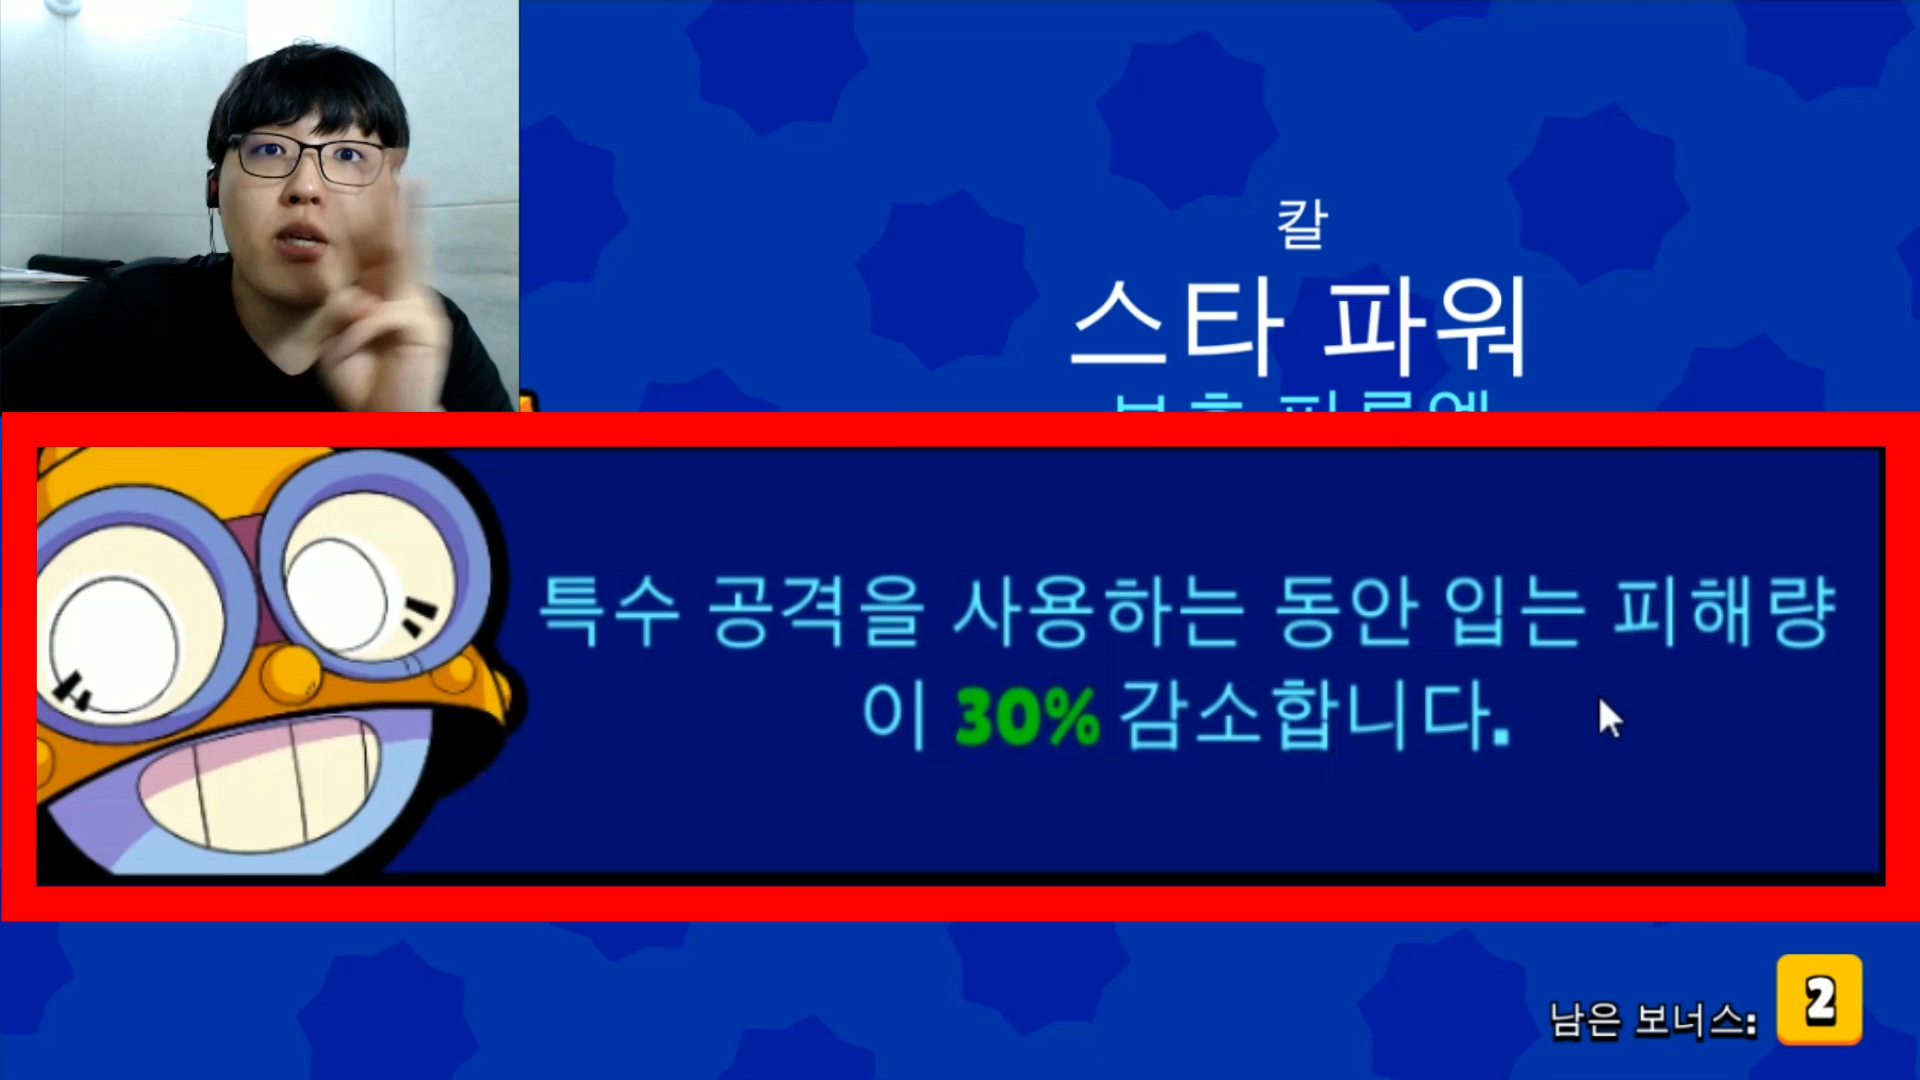 칼
스타 파워
특수 공격을 사용하는 동안 입는 피해량
이 30% 감소합니다.
남은 보너스: 2